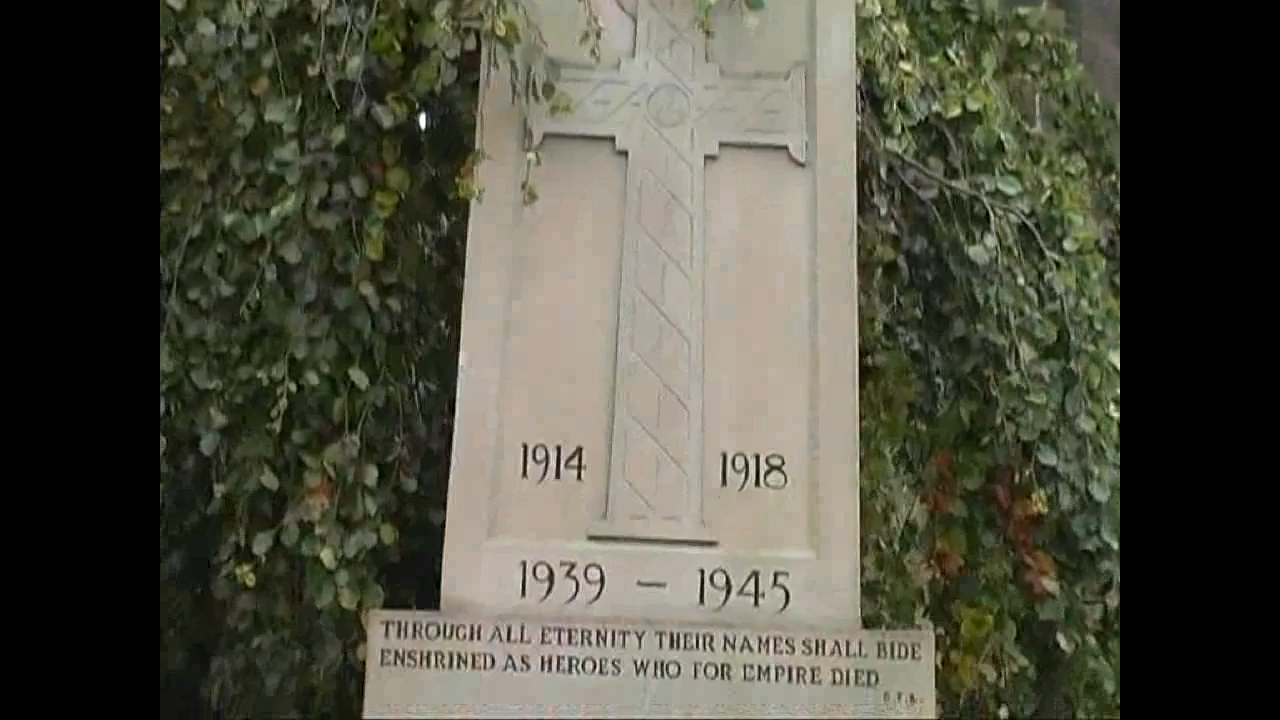 1914 1918
1939 – 1945
THROUGH ALL ETERNITY THEIR NAMES SHALL BIDE
ENSHRINED AS HEROES WHO FOR EMPIRE DIED